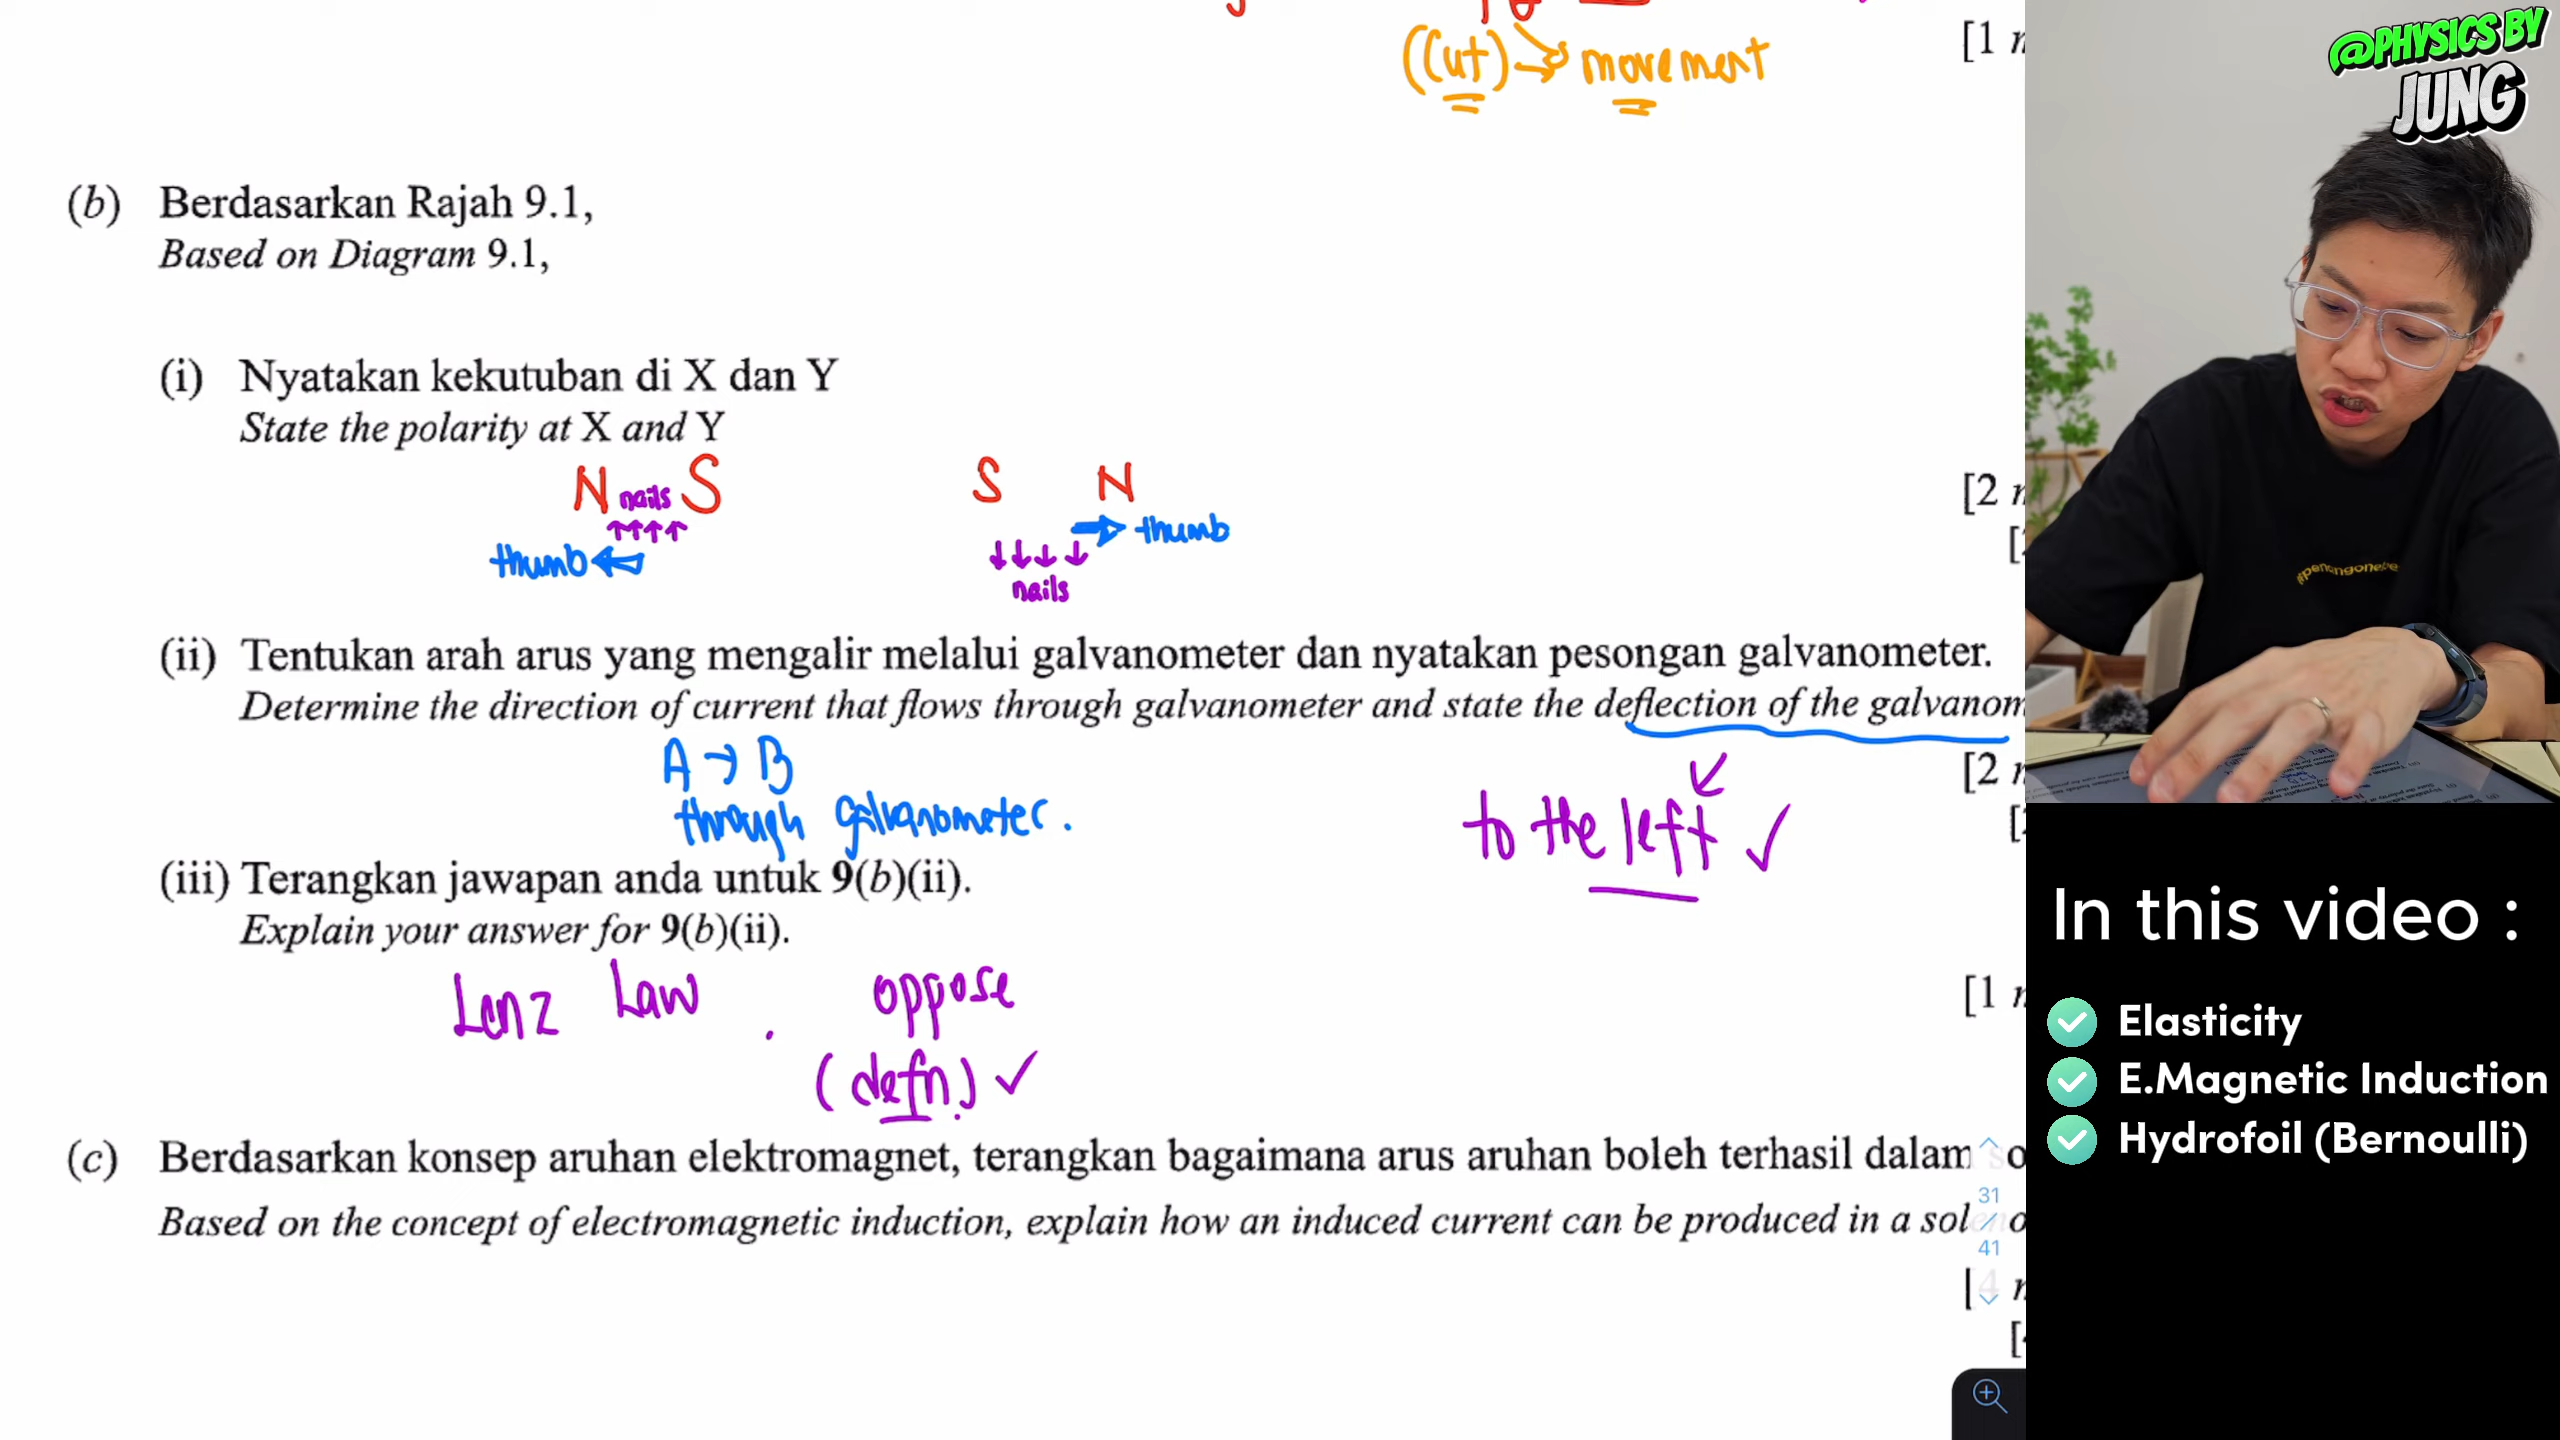 ((ut) → movement
[1
(b) Berdasarkan Rajah 9.1,
Based on Diagram 9.1,
(i) Nyatakan kekutuban di X dan Y
State the polarity at X and Y
N nails S S N
thumb thumb
nails
[2
(ii) Tentukan arah arus yang mengalir melalui galvanometer dan nyatakan pesongan galvanometer.
Determine the direction of current that flows through galvanometer and state the deflection of the galvanom
A → B
through galvanometer.
to the left ✓
[2
(iii) Terangkan jawapan anda untuk 9(b)(ii).
Explain your answer for 9(b)(ii).
Lenz Law . oppose
(defn.) ✓
[1
(c) Berdasarkan konsep aruhan elektromagnet, terangkan bagaimana arus aruhan boleh terhasil dalam
Based on the concept of electromagnetic induction, explain how an induced current can be produced in a
31
41
[4
@PHYSICS BY
JUNG
In this video :
Elasticity
E.Magnetic Induction
Hydrofoil (Bernoulli)